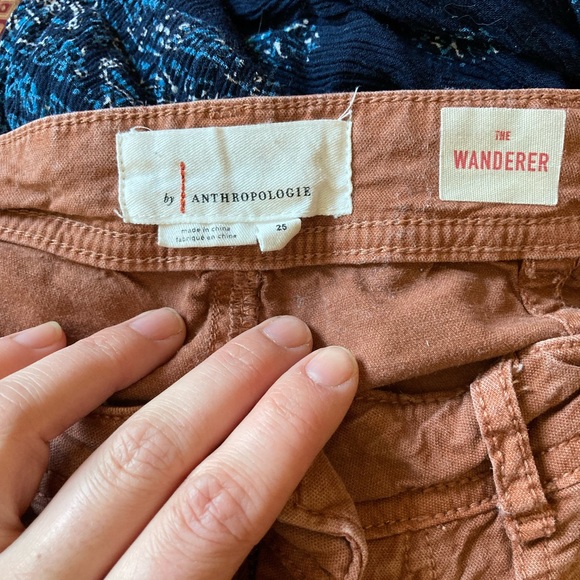 by ANTHROPOLOGIE
made in china
fabriqué en chine
25
THE
WANDERER